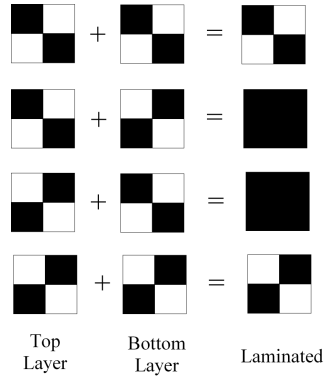 + =
+ =
+ =
+ =
Top Bottom Laminated
Layer Layer